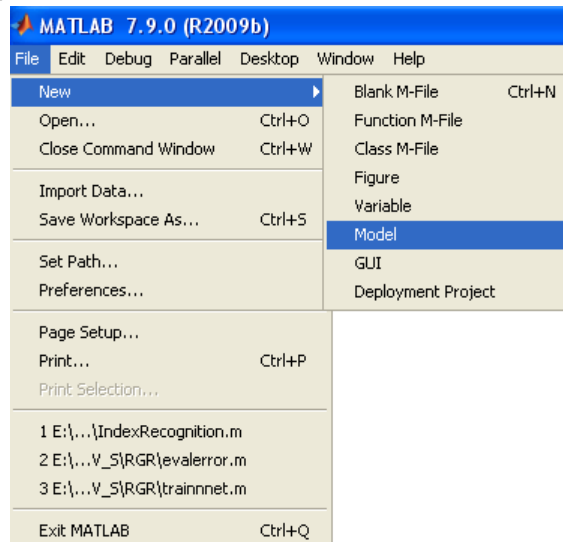 MATLAB 7.9.0 (R2009b)
File Edit Debug Parallel Desktop Window Help
New
Open... Ctrl+O
Close Command Window Ctrl+W
Import Data...
Save Workspace As... Ctrl+S
Set Path...
Preferences...
Page Setup...
Print... Ctrl+P
Print Selection...
1 E:\...\IndexRecognition.m
2 E:\...V_S\RGR\evalerror.m
3 E:\...V_S\RGR\trainnnet.m
Exit MATLAB Ctrl+Q
Blank M-File Ctrl+N
Function M-File
Class M-File
Figure
Variable
Model
GUI
Deployment Project